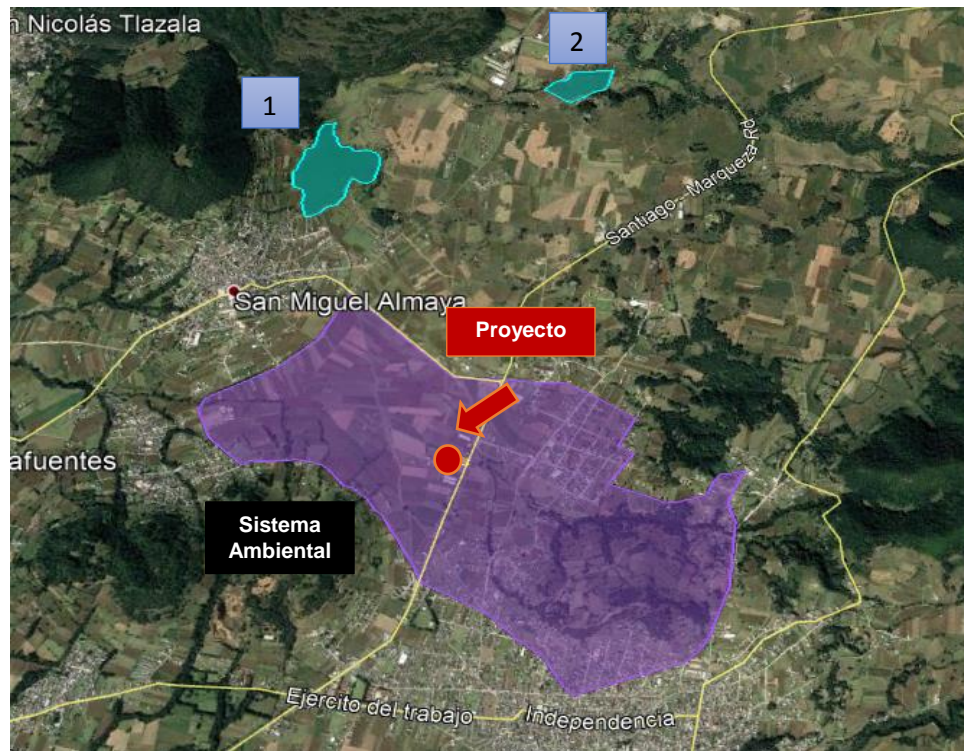 n Nicolás Tlazala
2
1
Santiago - Marqueza Rd
San Miguel Almaya
Proyecto
afuentes
Sistema
Ambiental
Ejercito del trabajo
Independencia